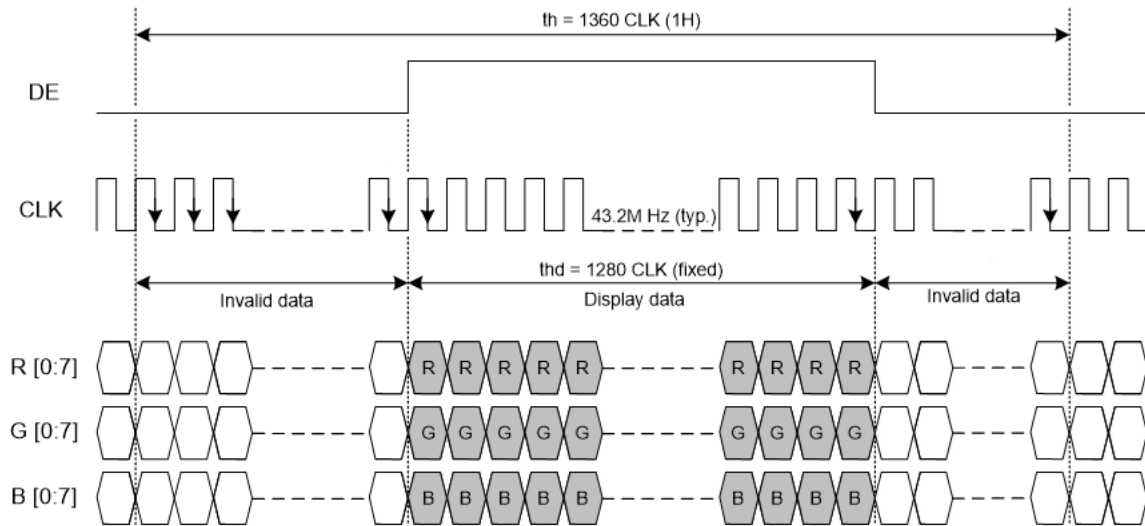 th = 1360 CLK (1H)
DE
CLK
43.2M Hz (typ.)
thd = 1280 CLK (fixed)
Invalid data
Display data
Invalid data
R [0:7]
R R R R R R R R R
G [0:7]
G G G G G G G G G
B [0:7]
B B B B B B B B B